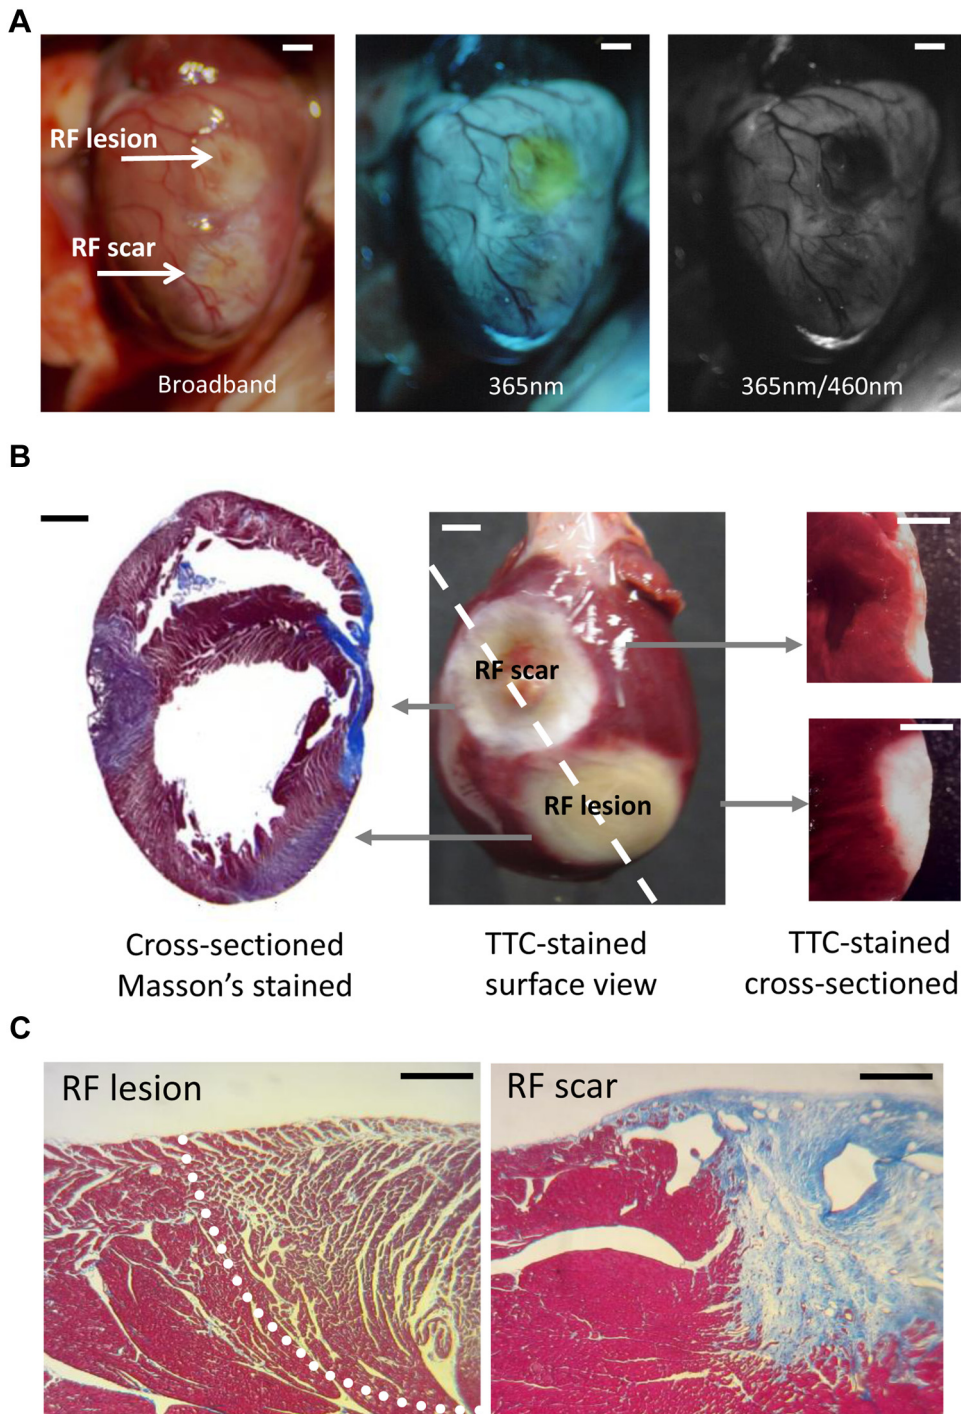 A
RF lesion
RF scar
Broadband
365nm
365nm/460nm
B
RF scar
RF lesion
Cross-sectioned
Masson's stained
TTC-stained
surface view
TTC-stained
cross-sectioned
C
RF lesion
RF scar